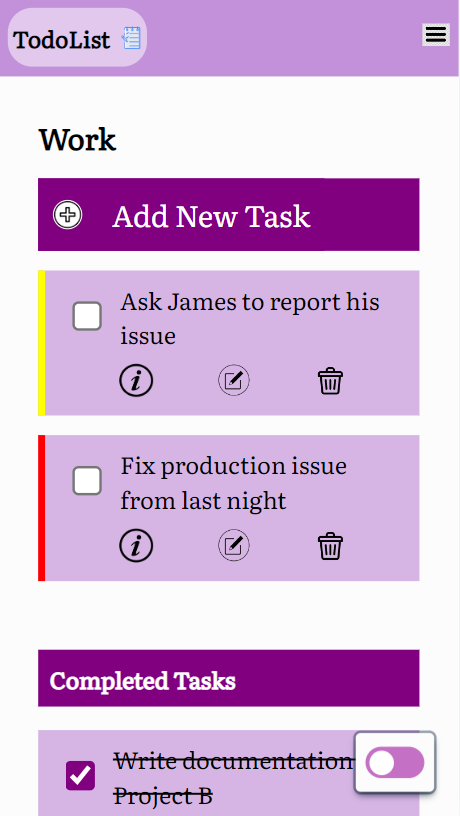 TodoList
Work
Add New Task
Ask James to report his
issue
Fix production issue
from last night
Completed Tasks
Write documentation
Project B